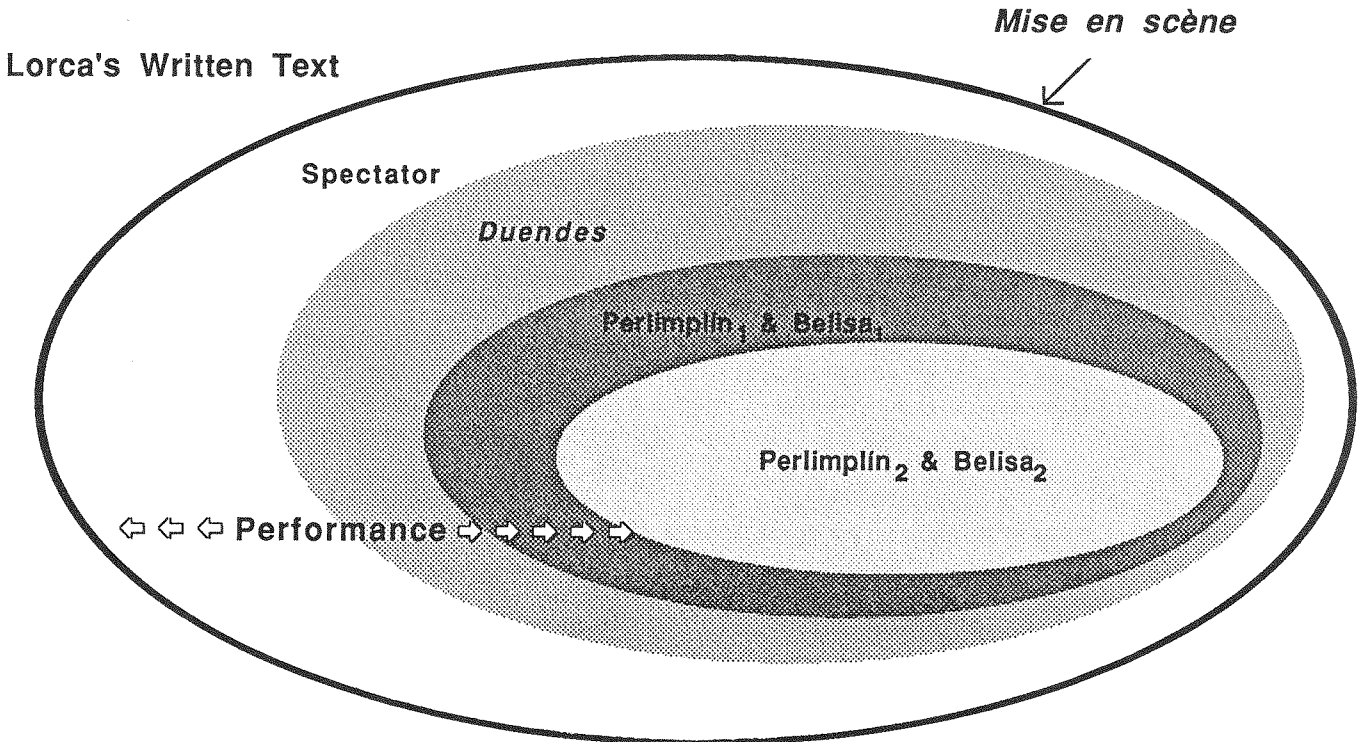 Mise en scène
Lorca's Written Text
Spectator
Duendes
Perlimplín₁ & Belisa₁
Perlimplín₂ & Belisa₂
Performance